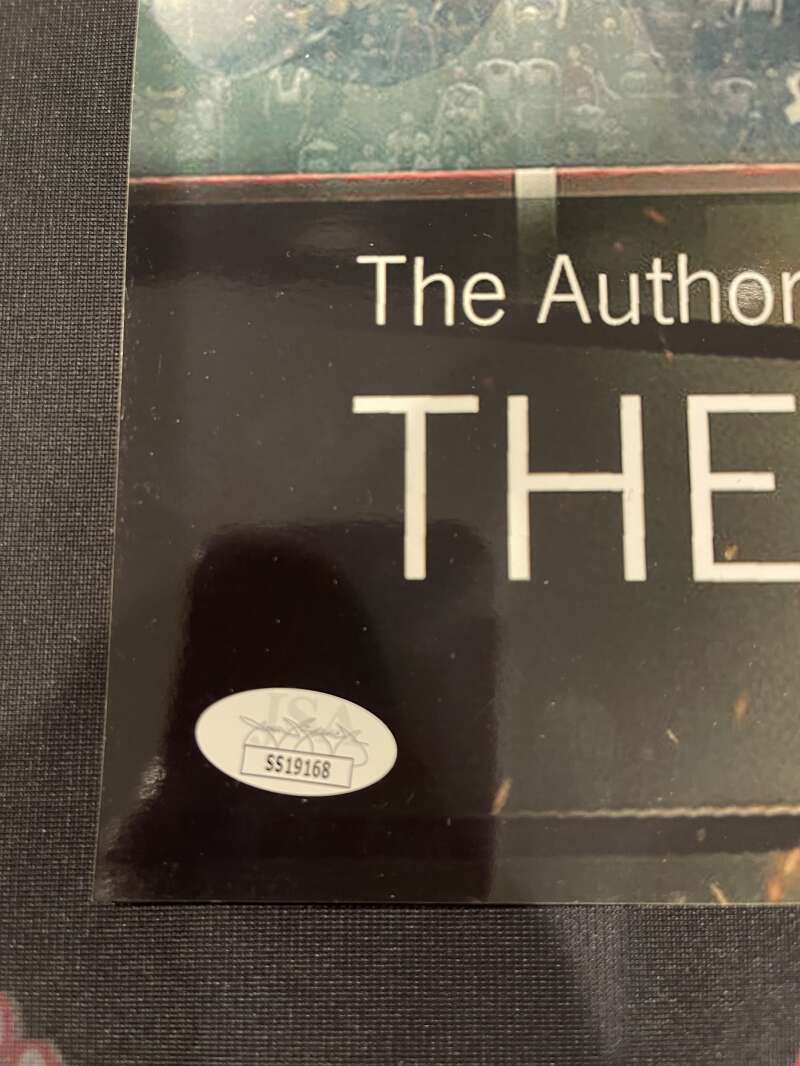 The Author
THE
JSA
SS19168